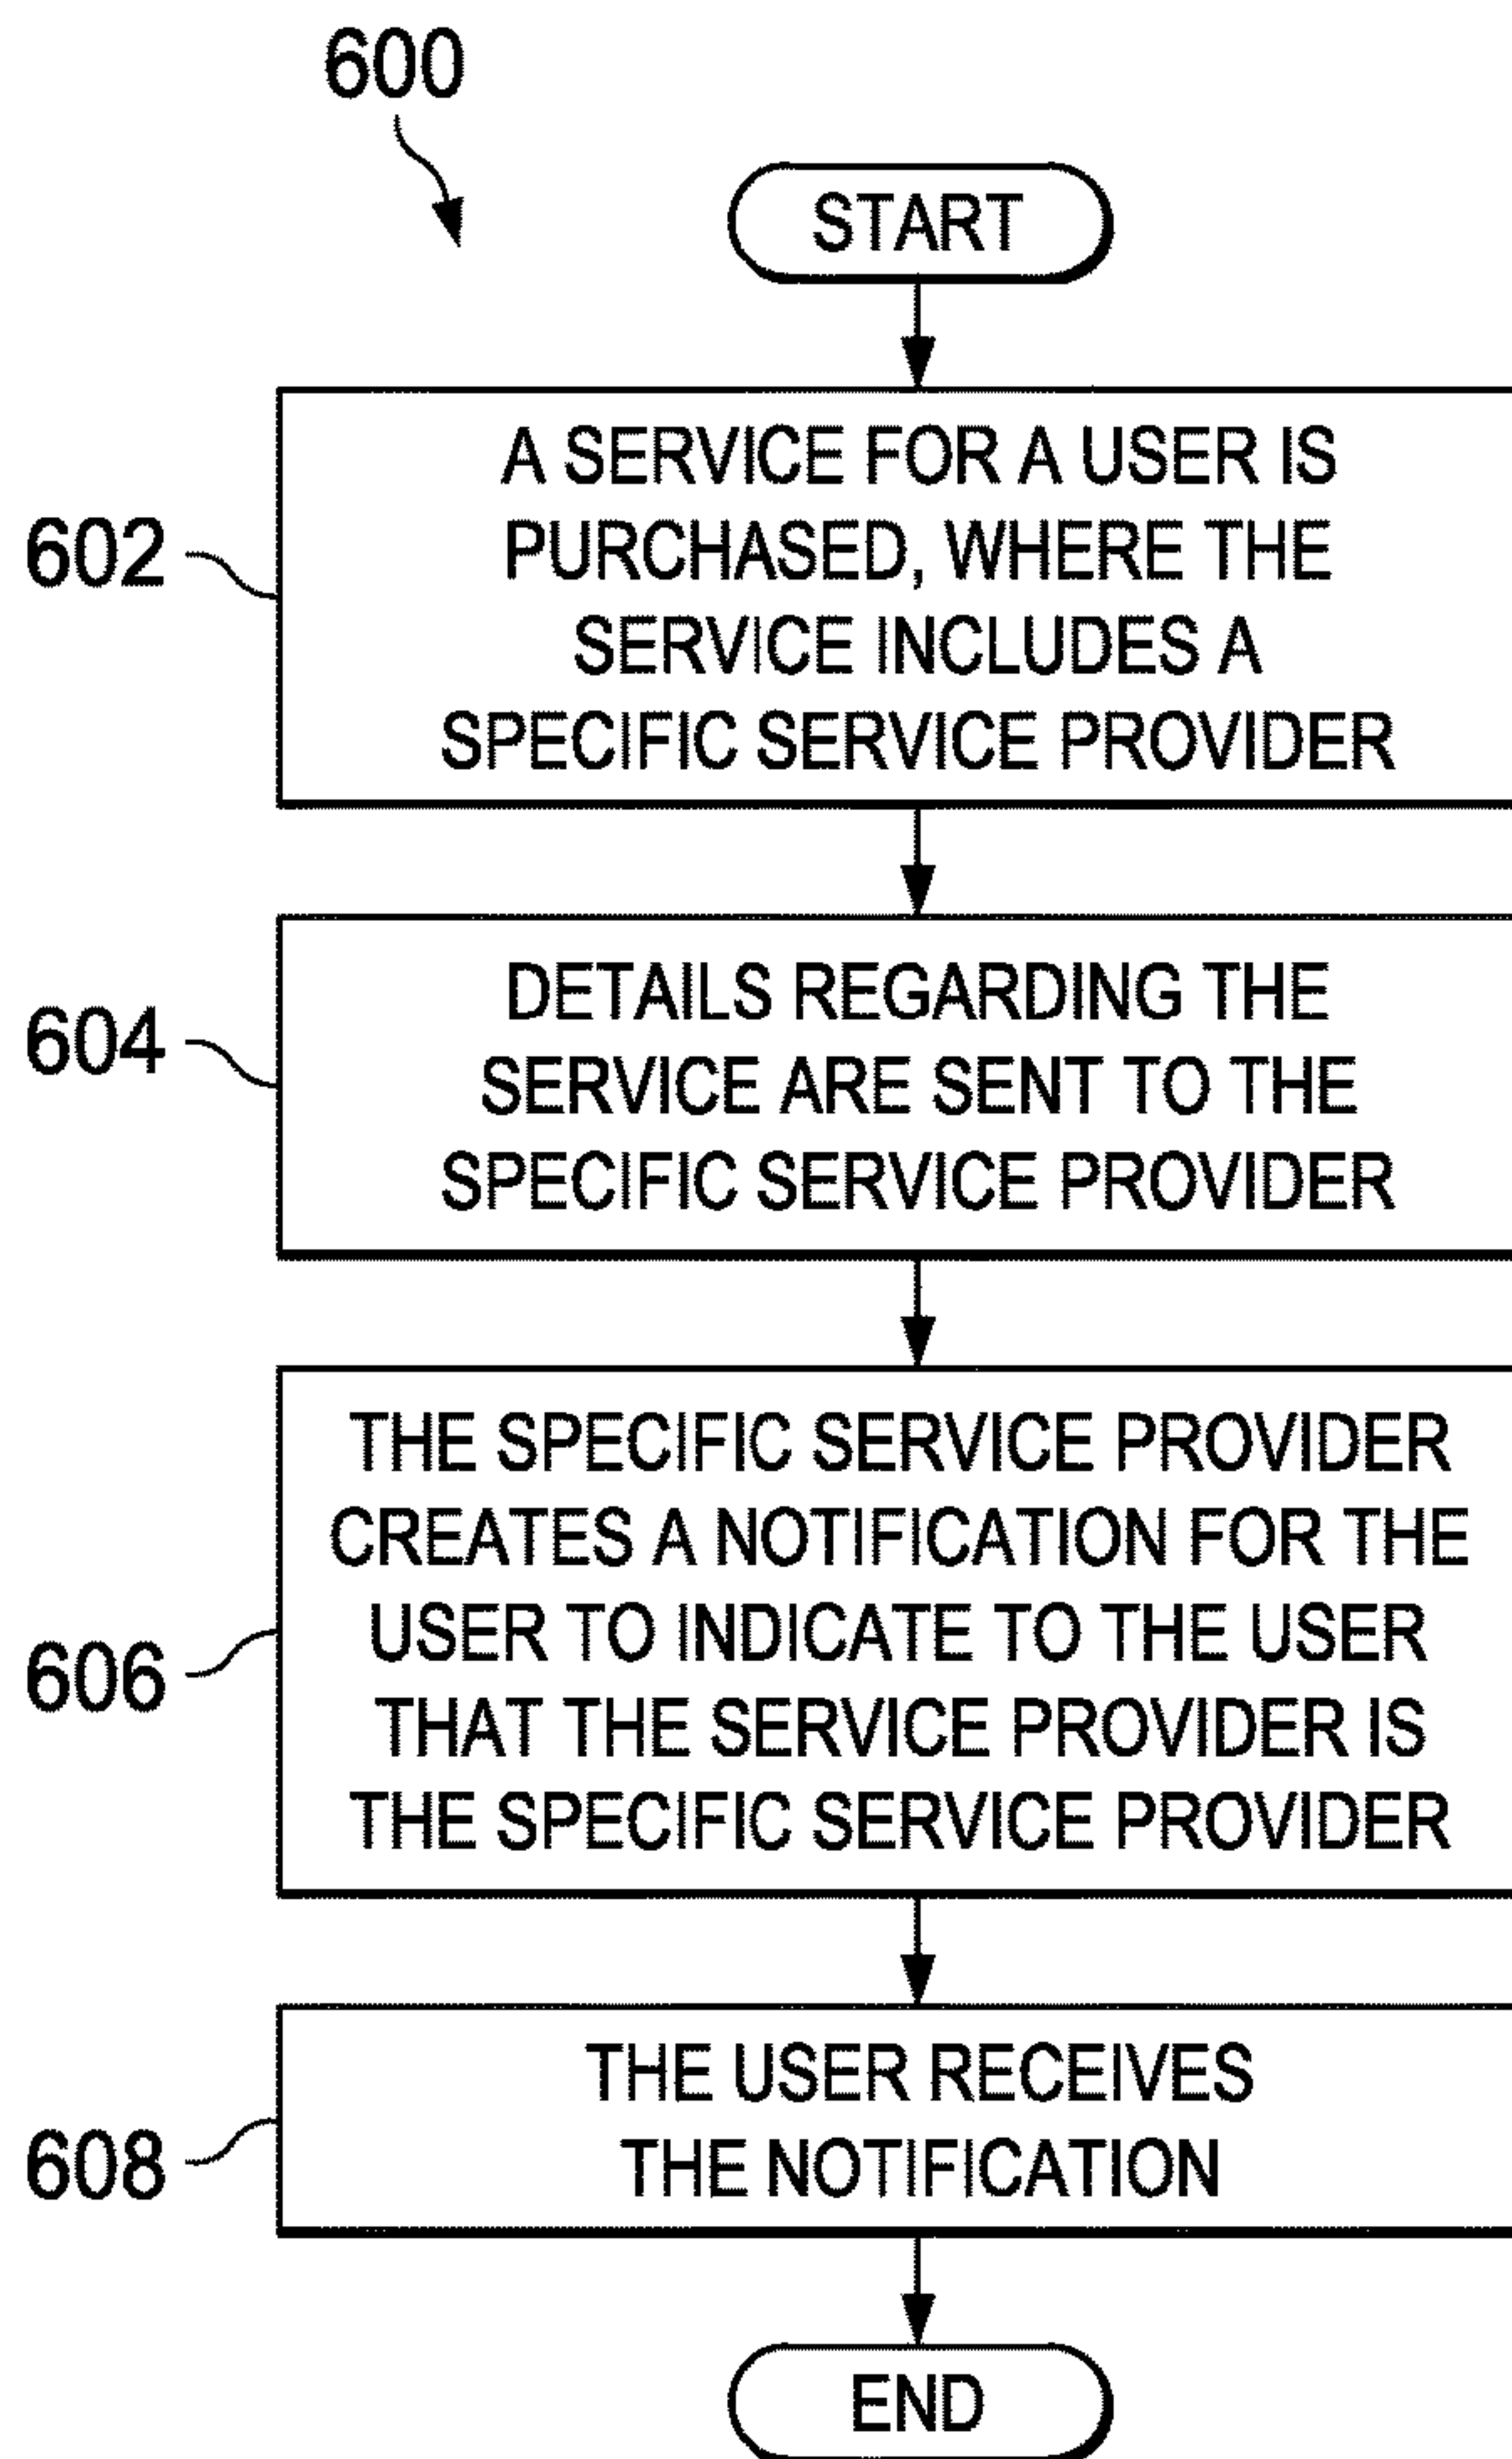 600
START
602
A SERVICE FOR A USER IS
PURCHASED, WHERE THE
SERVICE INCLUDES A
SPECIFIC SERVICE PROVIDER
604
DETAILS REGARDING THE
SERVICE ARE SENT TO THE
SPECIFIC SERVICE PROVIDER
606
THE SPECIFIC SERVICE PROVIDER
CREATES A NOTIFICATION FOR THE
USER TO INDICATE TO THE USER
THAT THE SERVICE PROVIDER IS
THE SPECIFIC SERVICE PROVIDER
608
THE USER RECEIVES
THE NOTIFICATION
END